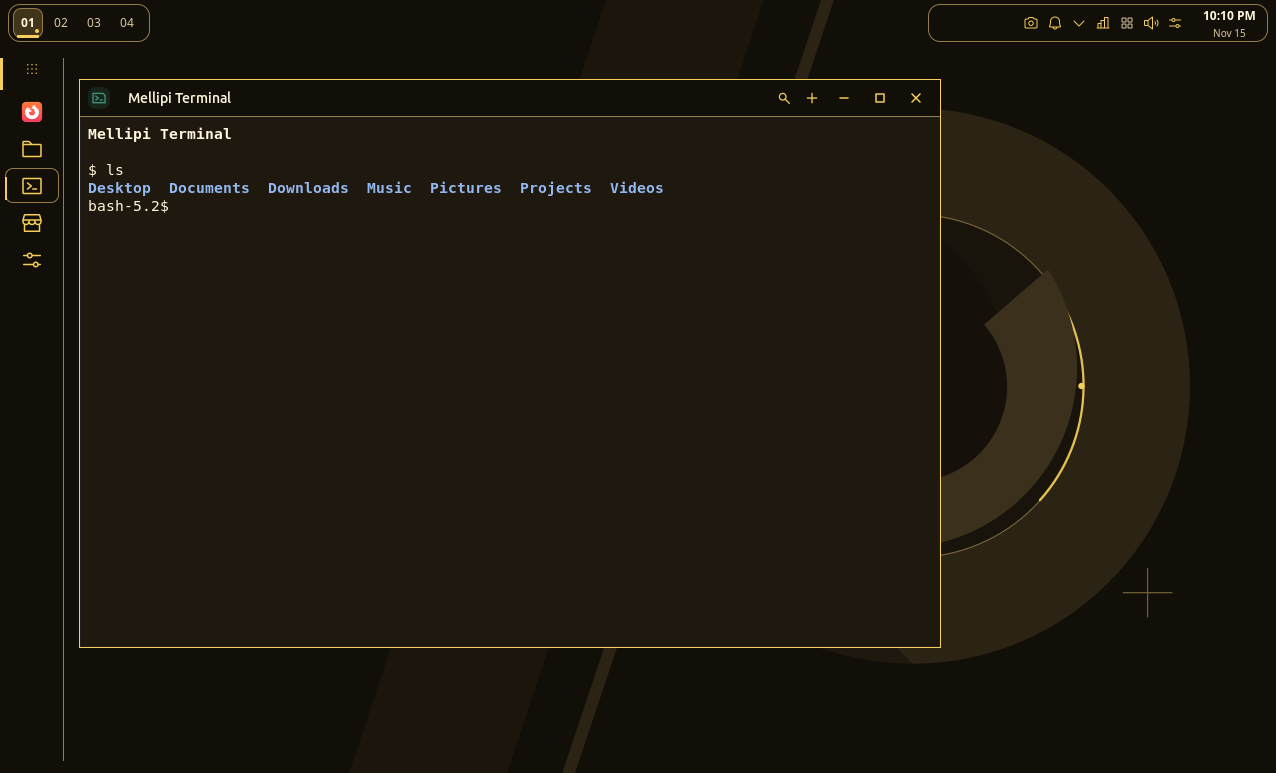 01 02 03 04
10:10 PM
Nov 15
Mellipi Terminal
Mellipi Terminal
$ ls
Desktop  Documents  Downloads  Music  Pictures  Projects  Videos
bash-5.2$